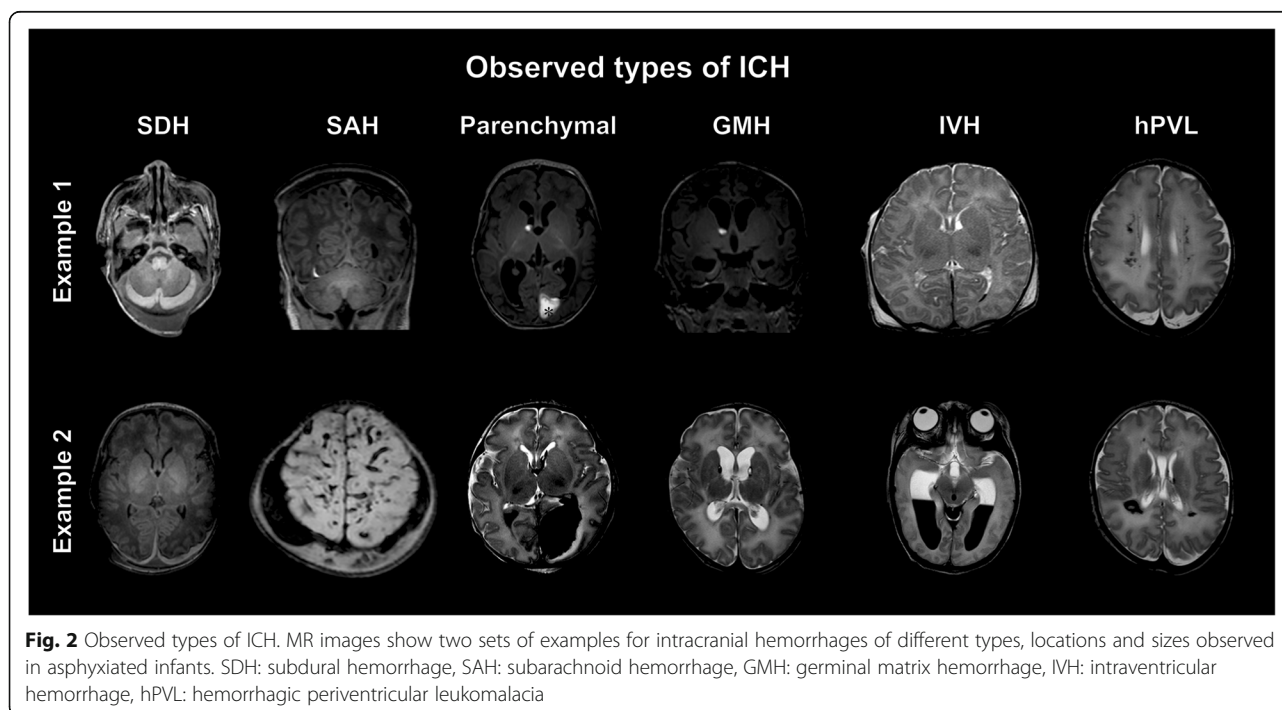 Observed types of ICH
SDH SAH Parenchymal GMH IVH hPVL
Example 1
*
Example 2
Fig. 2 Observed types of ICH. MR images show two sets of examples for intracranial hemorrhages of different types, locations and sizes observed
in asphyxiated infants. SDH: subdural hemorrhage, SAH: subarachnoid hemorrhage, GMH: germinal matrix hemorrhage, IVH: intraventricular
hemorrhage, hPVL: hemorrhagic periventricular leukomalacia